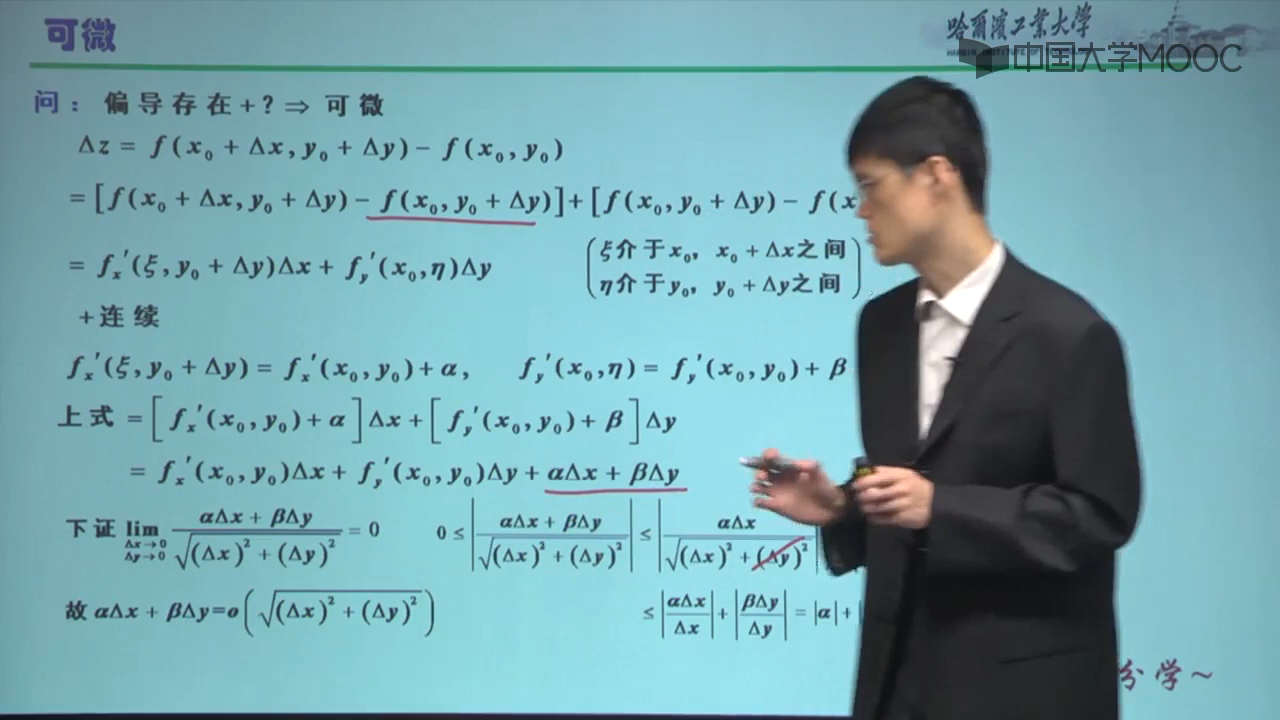 可微
哈尔滨工业大学
中国大学MOOC
问：偏导存在+?⇒可微
Δz = f(x₀ + Δx, y₀ + Δy) − f(x₀, y₀)
= [f(x₀ + Δx, y₀ + Δy) − f(x₀, y₀ + Δy)] + [f(x₀, y₀ + Δy) − f(x
= fₓ′(ξ, y₀ + Δy)Δx + f_y′(x₀, η)Δy
(ξ介于x₀, x₀ + Δx之间
η介于y₀, y₀ + Δy之间)
+连续
fₓ′(ξ, y₀ + Δy) = fₓ′(x₀, y₀) + α, f_y′(x₀, η) = f_y′(x₀, y₀) + β
上式 = [fₓ′(x₀, y₀) + α]Δx + [f_y′(x₀, y₀) + β]Δy
= fₓ′(x₀, y₀)Δx + f_y′(x₀, y₀)Δy + αΔx + βΔy
下证 lim_{Δx→0, Δy→0} (αΔx + βΔy)/√((Δx)² + (Δy)²) = 0 0 ≤ |(αΔx + βΔy)/√((Δx)² + (Δy)²)| ≤ |αΔx/√((Δx)² + (Δy)²)|
故 αΔx + βΔy=o(√((Δx)² + (Δy)²)) ≤ |αΔx/Δx| + |βΔy/Δy| = |α| + |
分学~